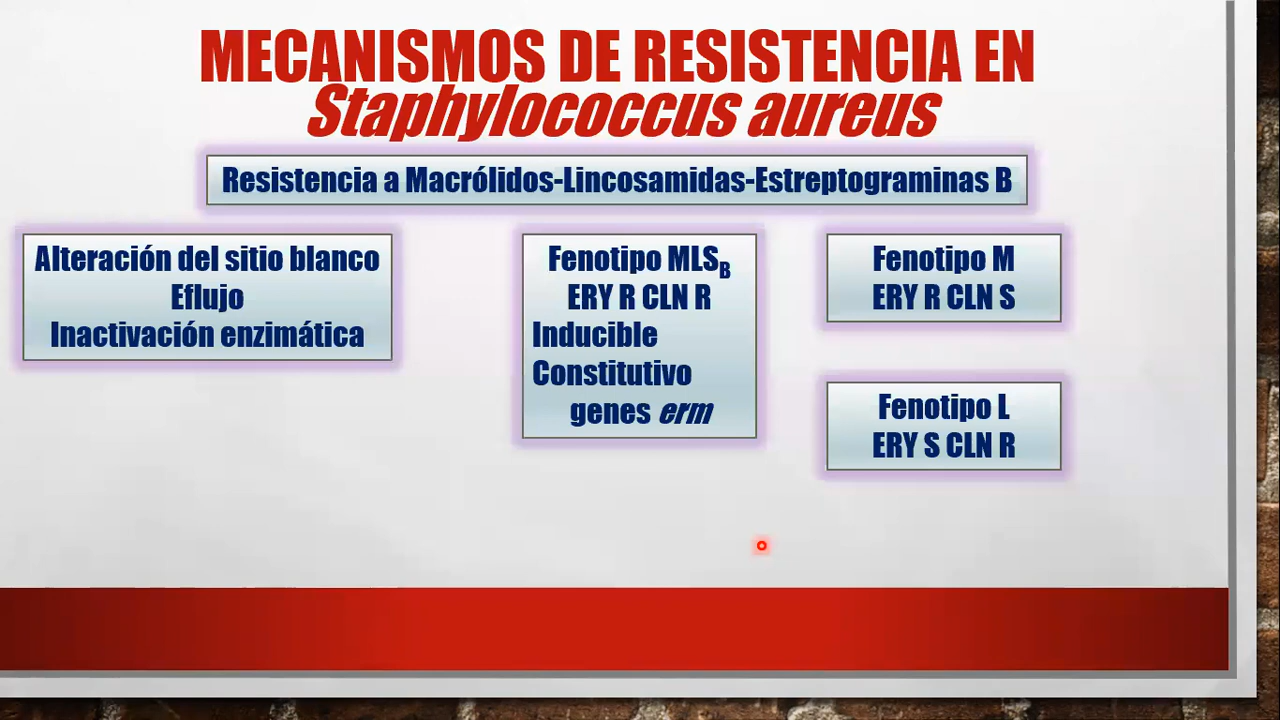 MECANISMOS DE RESISTENCIA EN
Staphylococcus aureus
Resistencia a Macrólidos-Lincosamidas-Estreptograminas B
Alteración del sitio blanco
Eflujo
Inactivación enzimática
Fenotipo MLSB
ERY R CLN R
Inducible
Constitutivo
genes erm
Fenotipo M
ERY R CLN S
Fenotipo L
ERY S CLN R